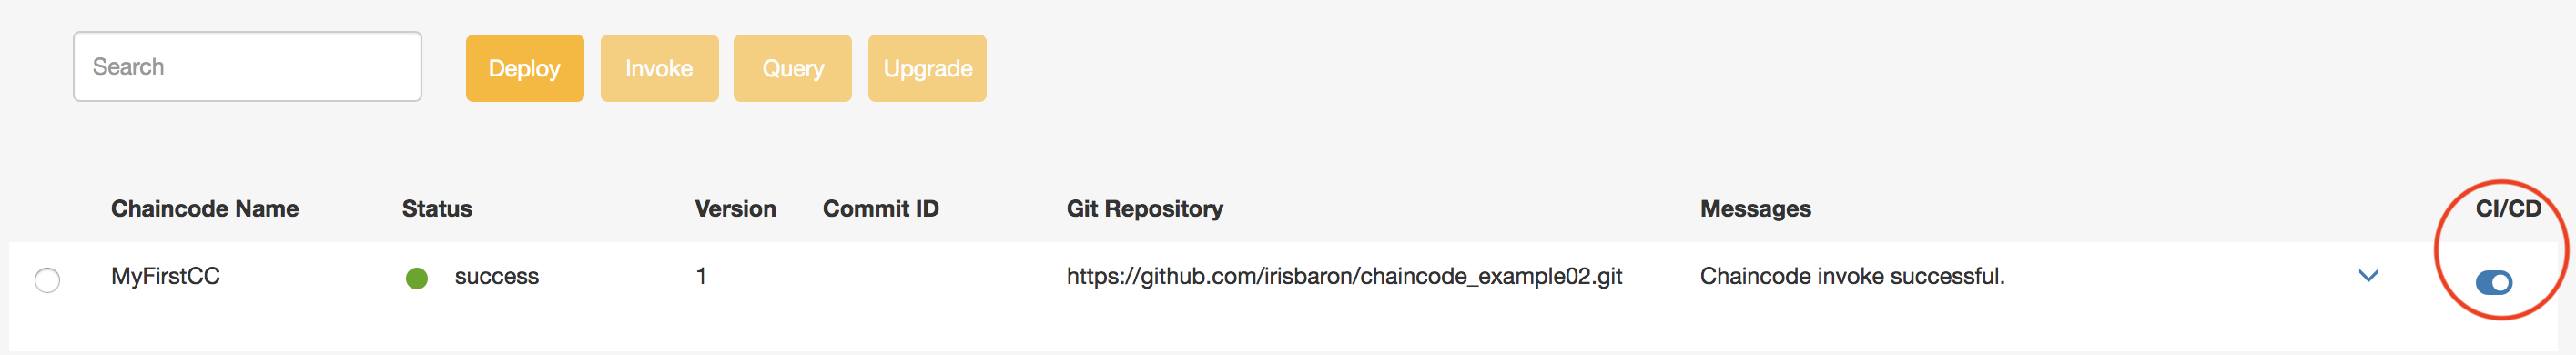 Search Deploy Invoke Query Upgrade
Chaincode Name Status Version Commit ID Git Repository Messages CI/CD
MyFirstCC success 1 https://github.com/irisbaron/chaincode_example02.git Chaincode invoke successful.